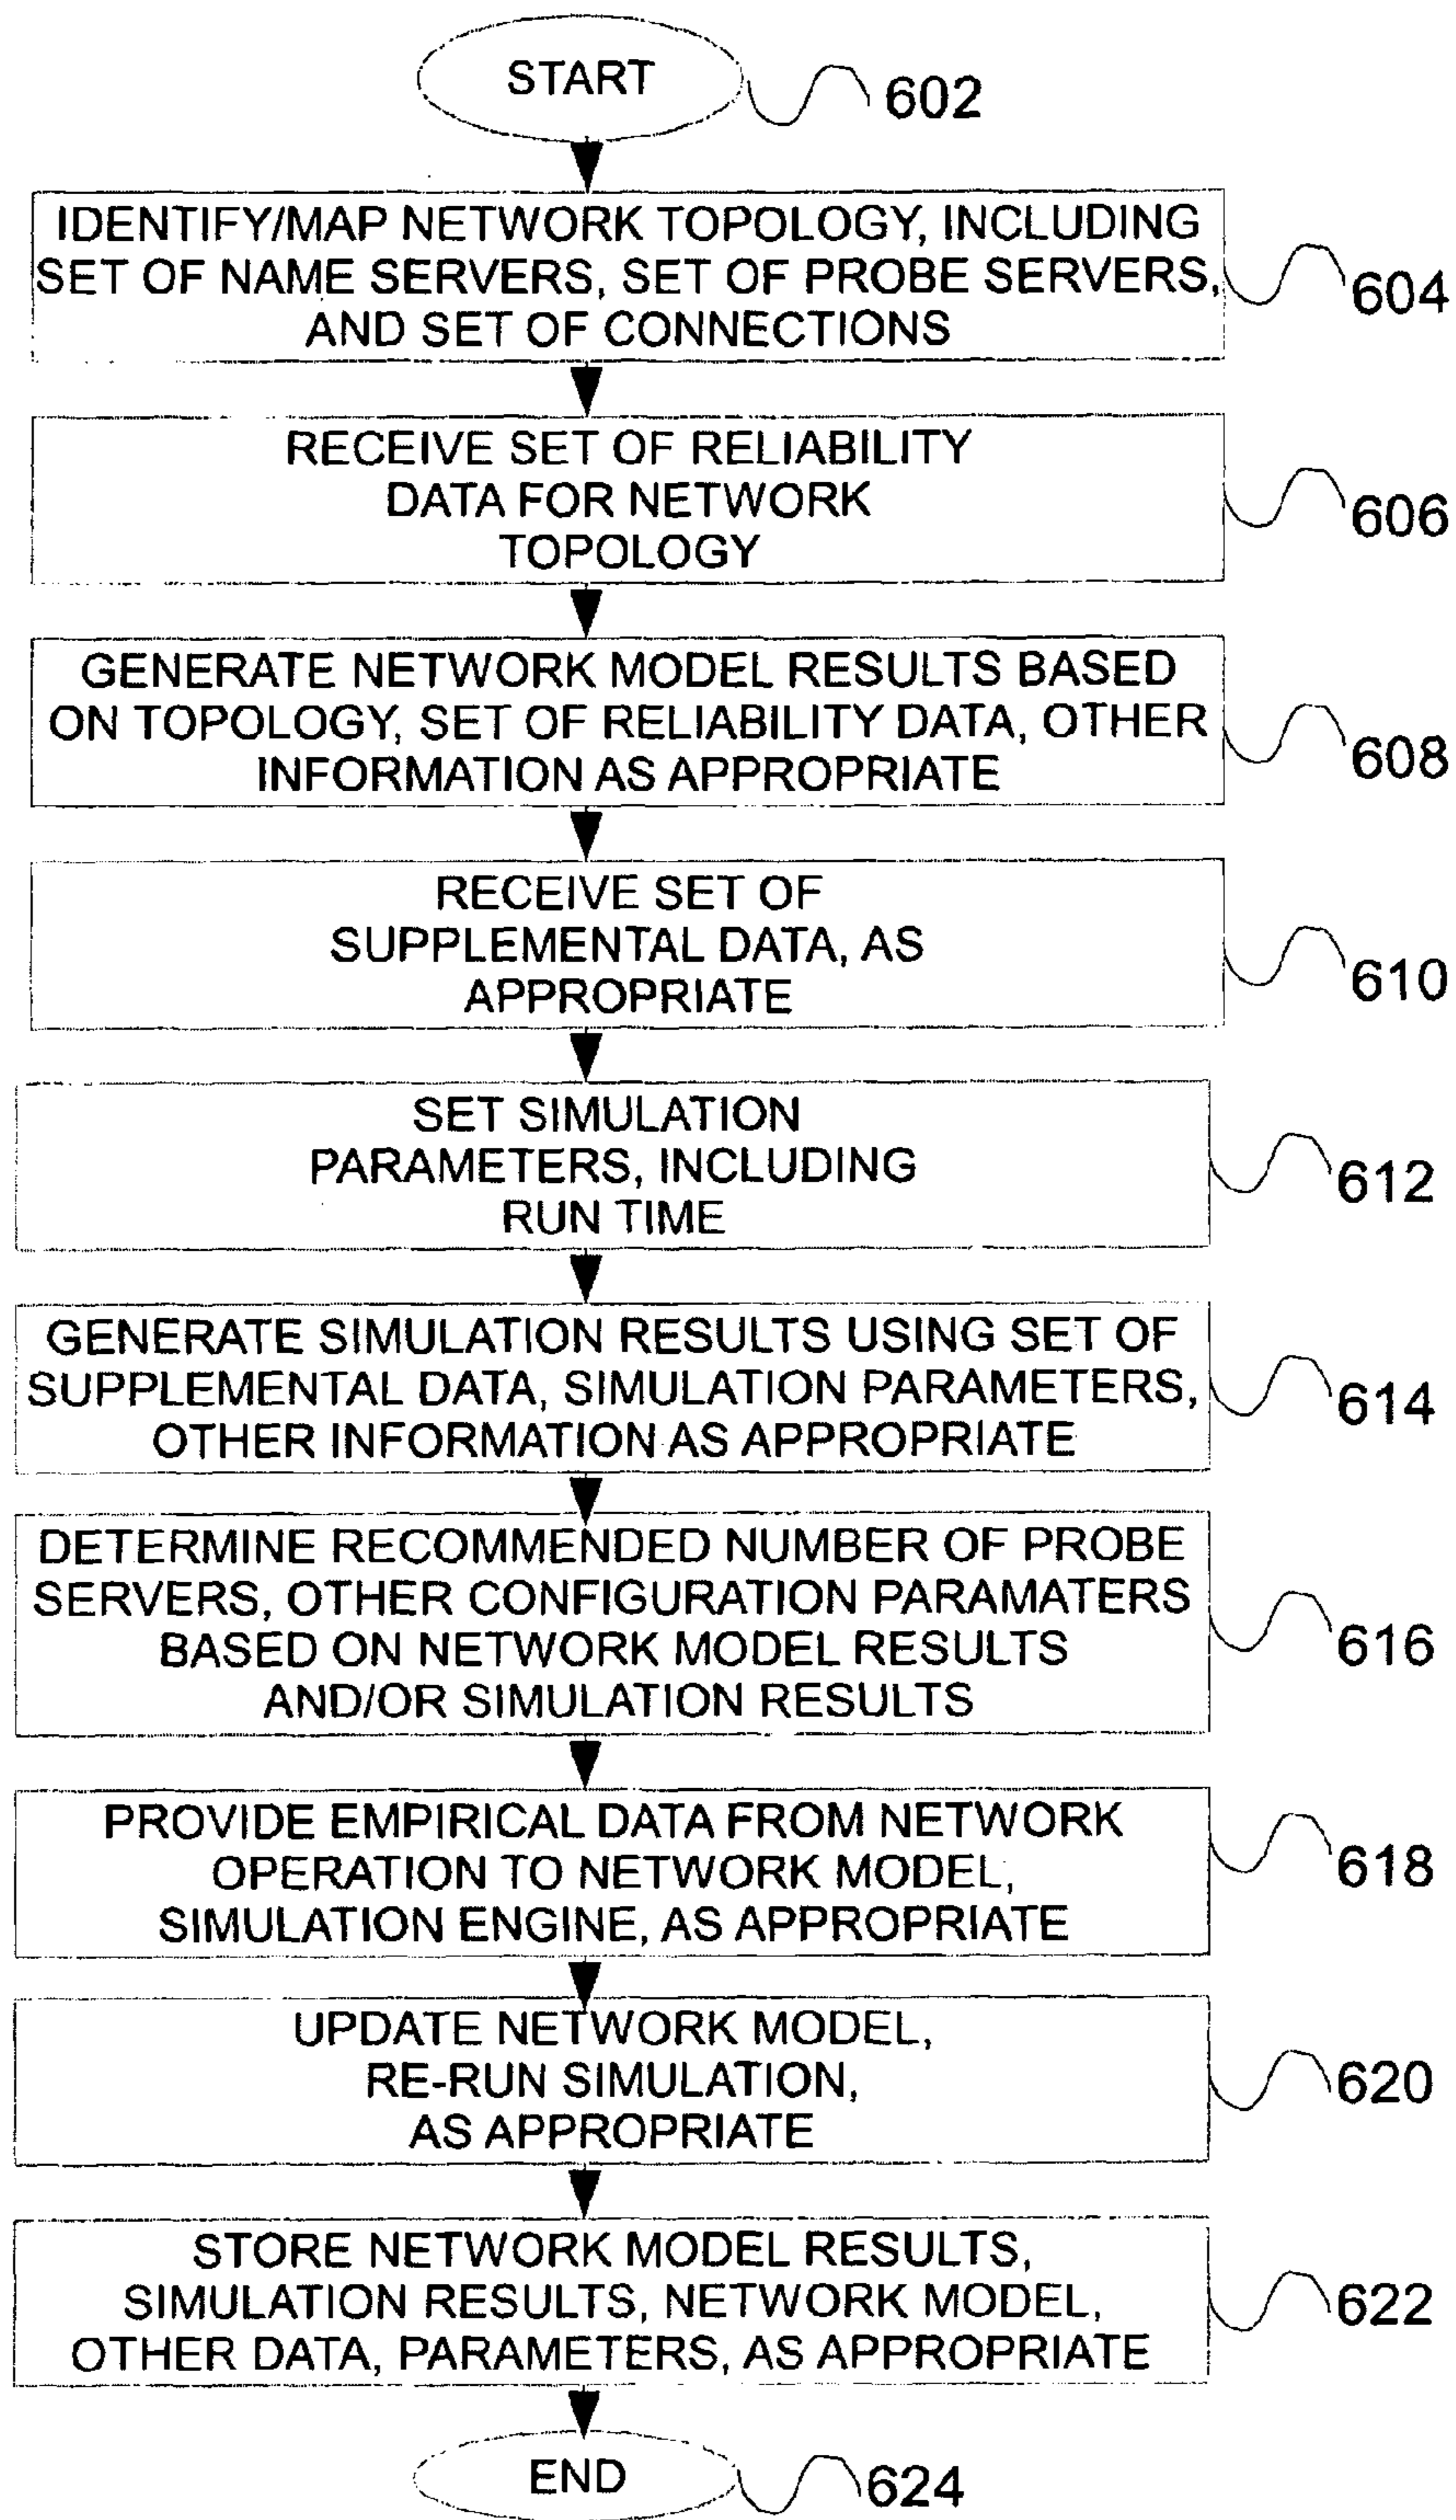 START
602
IDENTIFY/MAP NETWORK TOPOLOGY, INCLUDING
SET OF NAME SERVERS, SET OF PROBE SERVERS,
AND SET OF CONNECTIONS
604
RECEIVE SET OF RELIABILITY
DATA FOR NETWORK
TOPOLOGY
606
GENERATE NETWORK MODEL RESULTS BASED
ON TOPOLOGY, SET OF RELIABILITY DATA, OTHER
INFORMATION AS APPROPRIATE
608
RECEIVE SET OF
SUPPLEMENTAL DATA, AS
APPROPRIATE
610
SET SIMULATION
PARAMETERS, INCLUDING
RUN TIME
612
GENERATE SIMULATION RESULTS USING SET OF
SUPPLEMENTAL DATA, SIMULATION PARAMETERS,
OTHER INFORMATION AS APPROPRIATE
614
DETERMINE RECOMMENDED NUMBER OF PROBE
SERVERS, OTHER CONFIGURATION PARAMATERS
BASED ON NETWORK MODEL RESULTS
AND/OR SIMULATION RESULTS
616
PROVIDE EMPIRICAL DATA FROM NETWORK
OPERATION TO NETWORK MODEL,
SIMULATION ENGINE, AS APPROPRIATE
618
UPDATE NETWORK MODEL,
RE-RUN SIMULATION,
AS APPROPRIATE
620
STORE NETWORK MODEL RESULTS,
SIMULATION RESULTS, NETWORK MODEL,
OTHER DATA, PARAMETERS, AS APPROPRIATE
622
END
624